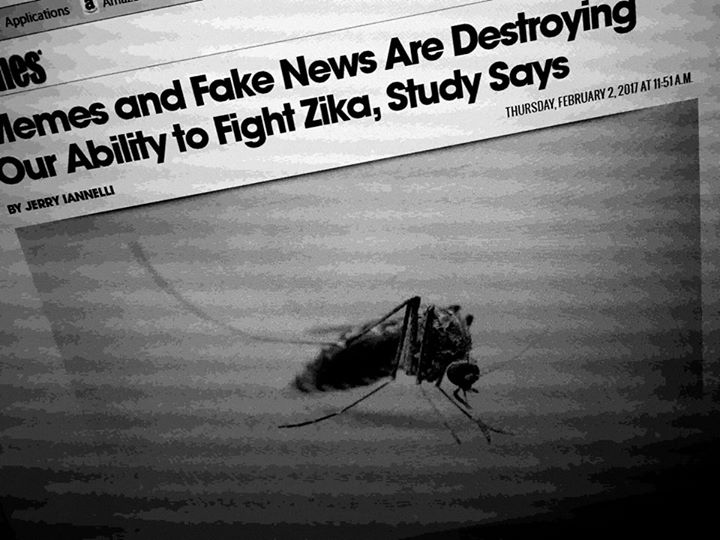 Applications
Memes and Fake News Are Destroying
Our Ability to Fight Zika, Study Says
THURSDAY, FEBRUARY 2, 2017 AT 11:51 A.M.
BY JERRY IANNELLI